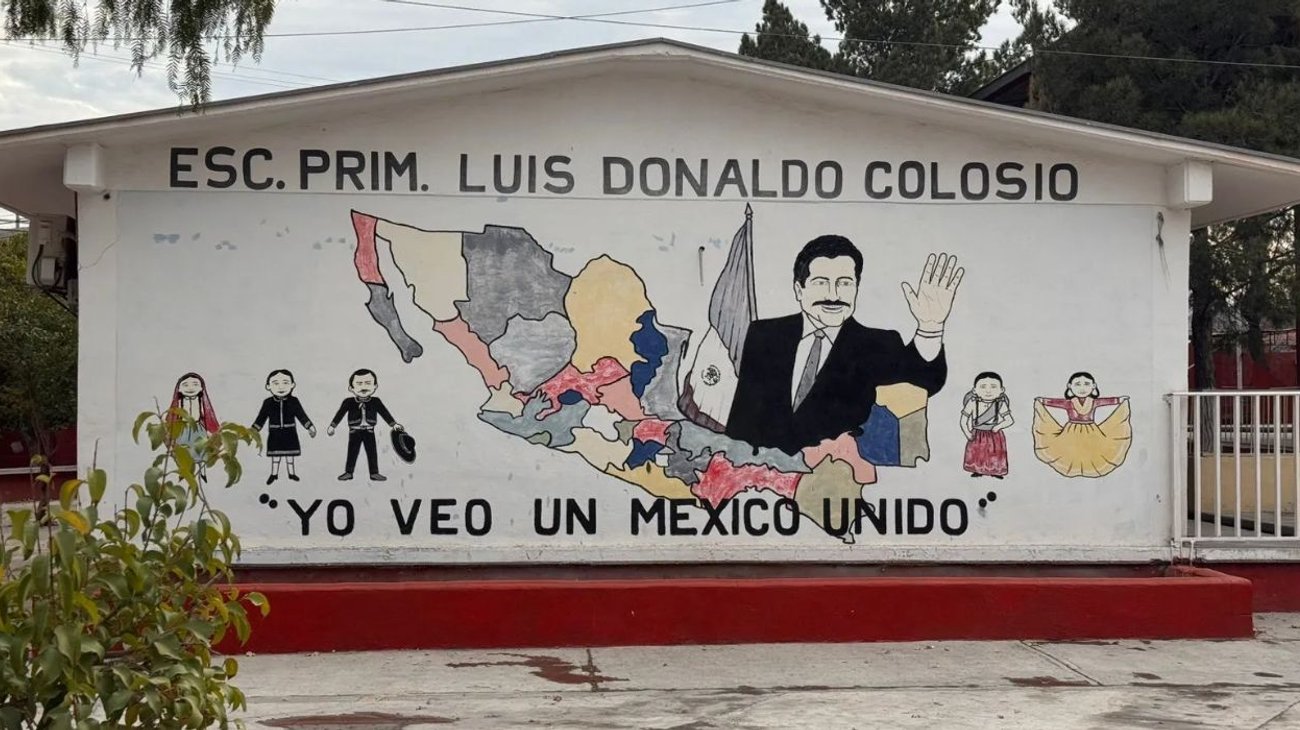 ESC. PRIM. LUIS DONALDO COLOSIO
"YO VEO UN MEXICO UNIDO"